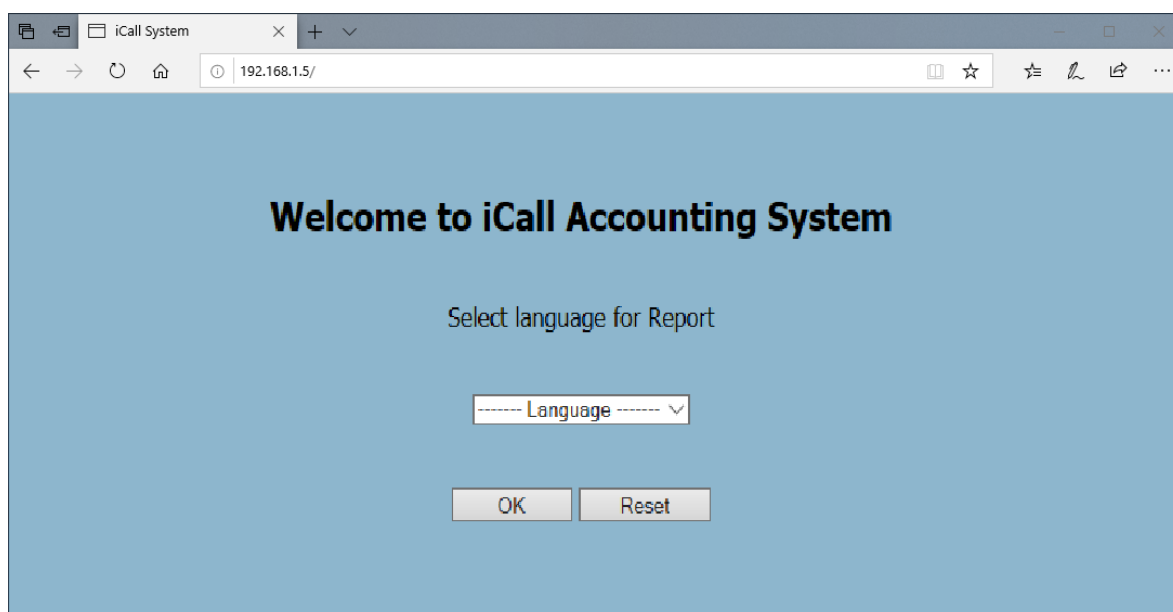 iCall System
192.168.1.5/
Welcome to iCall Accounting System
Select language for Report
------- Language -------
OK Reset